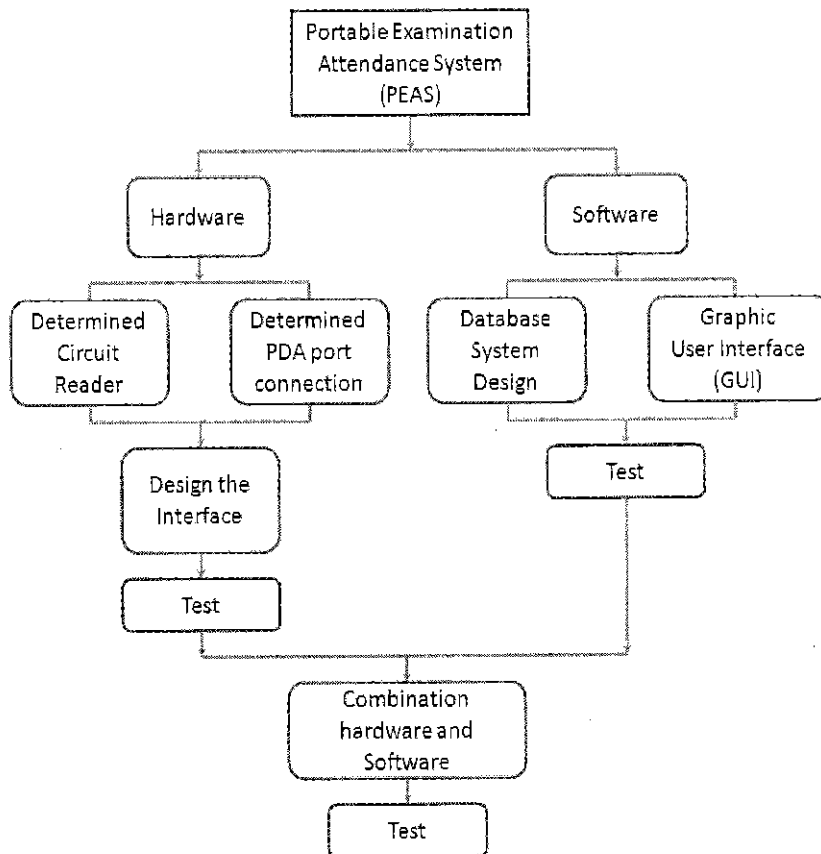 Portable Examination
Attendance System
(PEAS)
Hardware
Software
Determined
Circuit
Reader
Determined
PDA port
connection
Database
System
Design
Graphic
User Interface
(GUI)
Design the
Interface
Test
Test
Combination
hardware and
Software
Test